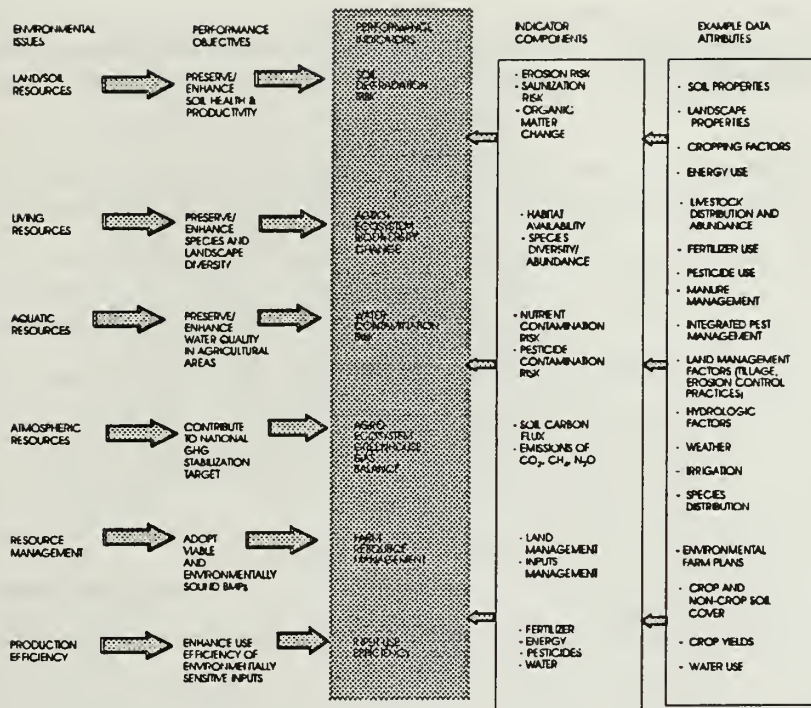 ENVIRONMENTAL
ISSUES
PERFORMANCE
OBJECTIVES
PERFORMANCE
INDICATORS
INDICATOR
COMPONENTS
EXAMPLE DATA
ATTRIBUTES
LAND/SOIL
RESOURCES
PRESERVE/
ENHANCE
SOIL HEALTH &
PRODUCTIVITY
SOIL
DEGRADATION
RISK
• EROSION RISK
• SALINIZATION
RISK
• ORGANIC
MATTER
CHANGE
LIVING
RESOURCES
PRESERVE/
ENHANCE
SPECIES AND
LANDSCAPE
DIVERSITY
AGRO-
ECOSYSTEM
BOUNDARY
CHANGE
• HABITAT
AVAILABILITY
• SPECIES
DIVERSITY/
ABUNDANCE
AQUATIC
RESOURCES
PRESERVE/
ENHANCE
WATER QUALITY
IN AGRICULTURAL
AREAS
WATER
CONTAMINATION
RISK
• NUTRIENT
CONTAMINATION
RISK
• PESTICIDE
CONTAMINATION
RISK
ATMOSPHERIC
RESOURCES
CONTRIBUTE
TO NATIONAL
GHG
STABILIZATION
TARGET
AGRO
ECOSYSTEM
GREENHOUSE
GAS
BALANCE
• SOIL CARBON
FLUX
• EMISSIONS OF
CO₂, CH₄, N₂O
RESOURCE
MANAGEMENT
ADOPT
VIABLE
AND
ENVIRONMENTALLY
SOUND BMPs
FARM
RESOURCE
MANAGEMENT
• LAND
MANAGEMENT
• INPUTS
MANAGEMENT
PRODUCTION
EFFICIENCY
ENHANCE USE
EFFICIENCY OF
ENVIRONMENTALLY
SENSITIVE INPUTS
INPUT USE
EFFICIENCY
• FERTILIZER
• ENERGY
• PESTICIDES
• WATER
• SOIL PROPERTIES
• LANDSCAPE
PROPERTIES
• CROPPING FACTORS
• ENERGY USE
• LIVESTOCK
DISTRIBUTION AND
ABUNDANCE
• FERTILIZER USE
• PESTICIDE USE
• MANURE
MANAGEMENT
• INTEGRATED PEST
MANAGEMENT
• LAND MANAGEMENT
FACTORS (TILLAGE,
EROSION CONTROL
PRACTICES)
• HYDROLOGIC
FACTORS
• WEATHER
• IRRIGATION
• SPECIES
DISTRIBUTION
• ENVIRONMENTAL
FARM PLANS
• CROP AND
NON-CROP SOIL
COVER
• CROP YIELDS
• WATER USE